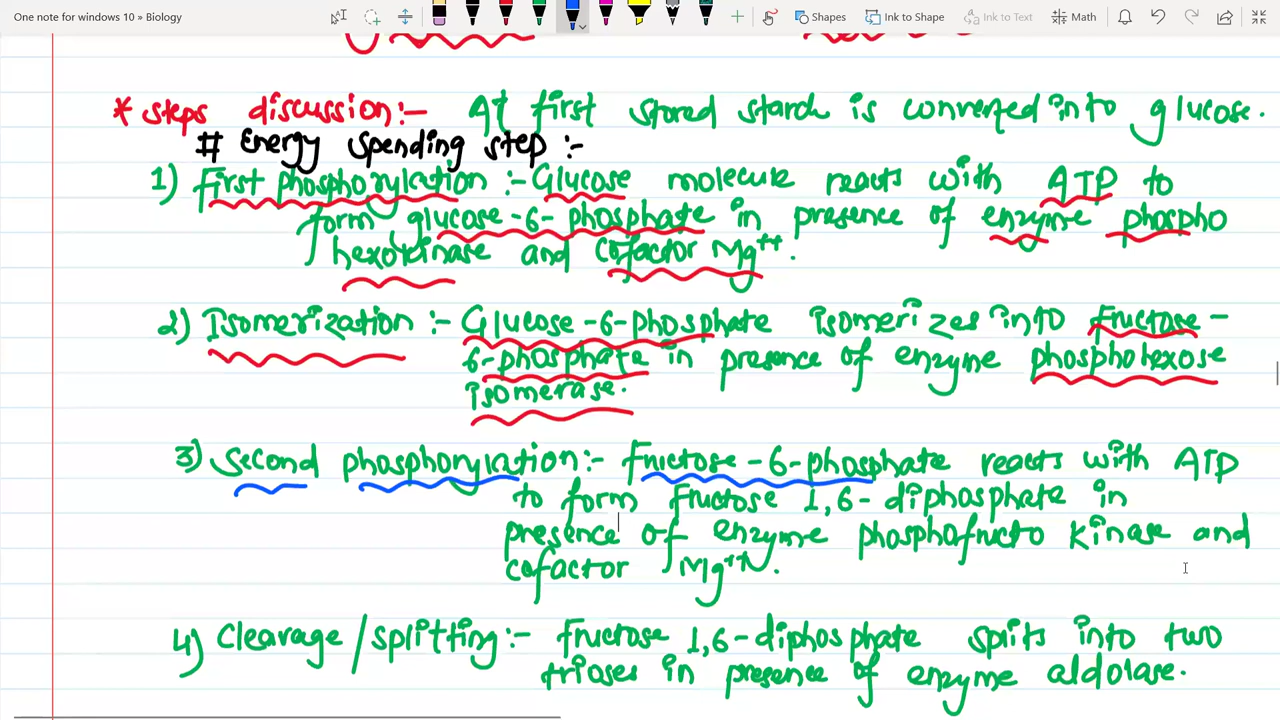 One note for windows 10 » Biology
Shapes Ink to Shape Ink to Text Math
* steps discussion:- At first stored starch is converted into glucose.
# Energy spending step :-
1) first phosphorylation :- Glucose molecule reacts with ATP to
form glucose-6-phosphate in presence of enzyme phospho
hexokinase and cofactor Mg++.
2) Isomerization :- Glucose-6-phosphate isomerizes into fructose-
6-phosphate in presence of enzyme phosphohexose
isomerase.
3) Second phosphorylation:- Fructose-6-phosphate reacts with ATP
to form Fructose 1,6-diphosphate in
presence of enzyme phosphofructo kinase and
cofactor Mg++.
4) Clearage/splitting:- fructose 1,6-diphosphate splits into two
trioses in presence of enzyme aldolase.